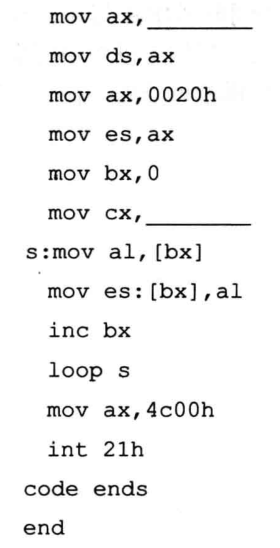 mov ax,________
mov ds,ax
mov ax,0020h
mov es,ax
mov bx,0
mov cx,________
s:mov al,[bx]
mov es:[bx],al
inc bx
loop s
mov ax,4c00h
int 21h
code ends
end